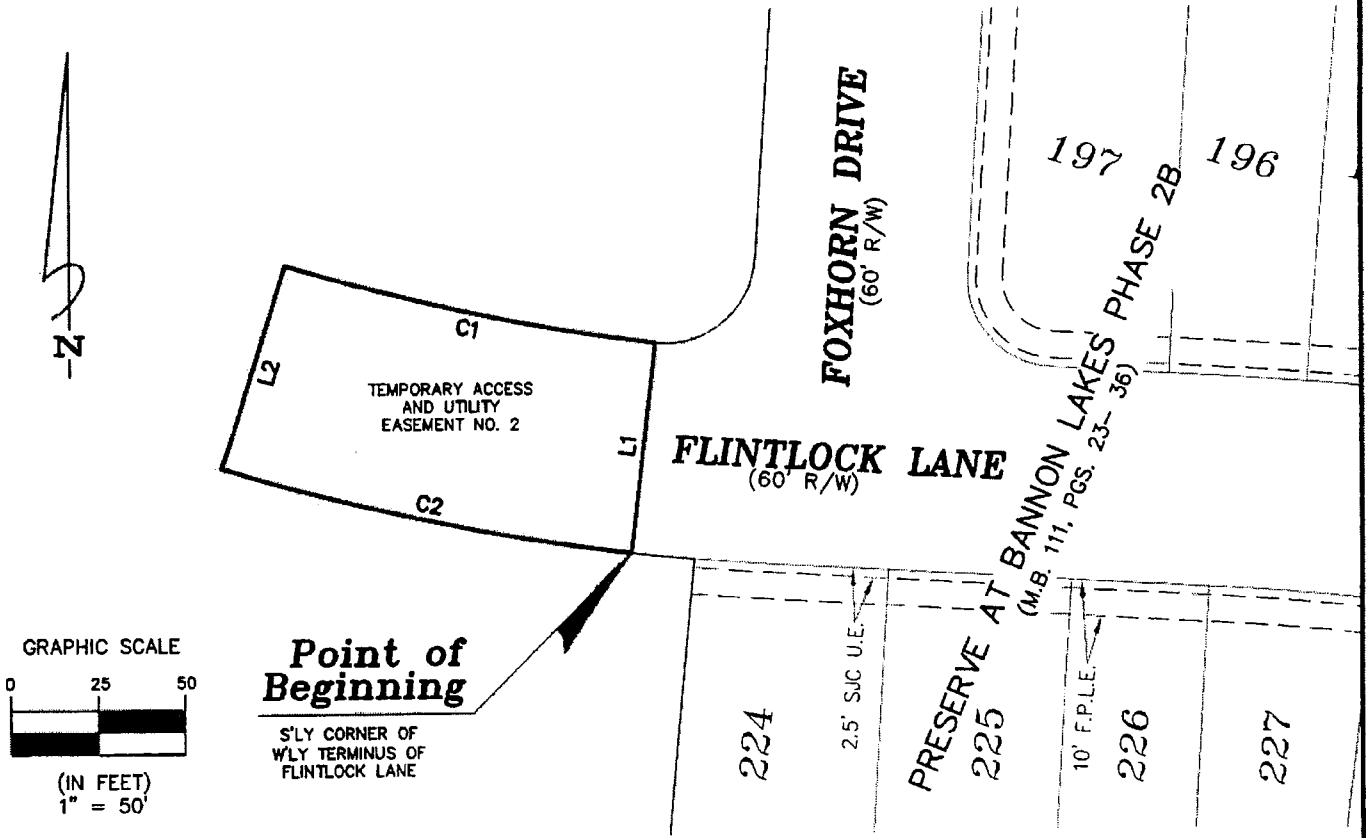 N
C1
L2
TEMPORARY ACCESS
AND UTILITY
EASEMENT NO. 2
L1
C2
FOXHORN DRIVE
(60' R/W)
197
196
FLINTLOCK LANE
(60' R/W)
PRESERVE AT BANNON LAKES PHASE 2B
(M.B. 111, PGS. 23- 36)
GRAPHIC SCALE
0 25 50
(IN FEET)
1" = 50'
Point of
Beginning
S'LY CORNER OF
W'LY TERMINUS OF
FLINTLOCK LANE
224
2.5' SJC U.E.
225
10' F.P.L.E.
226
227